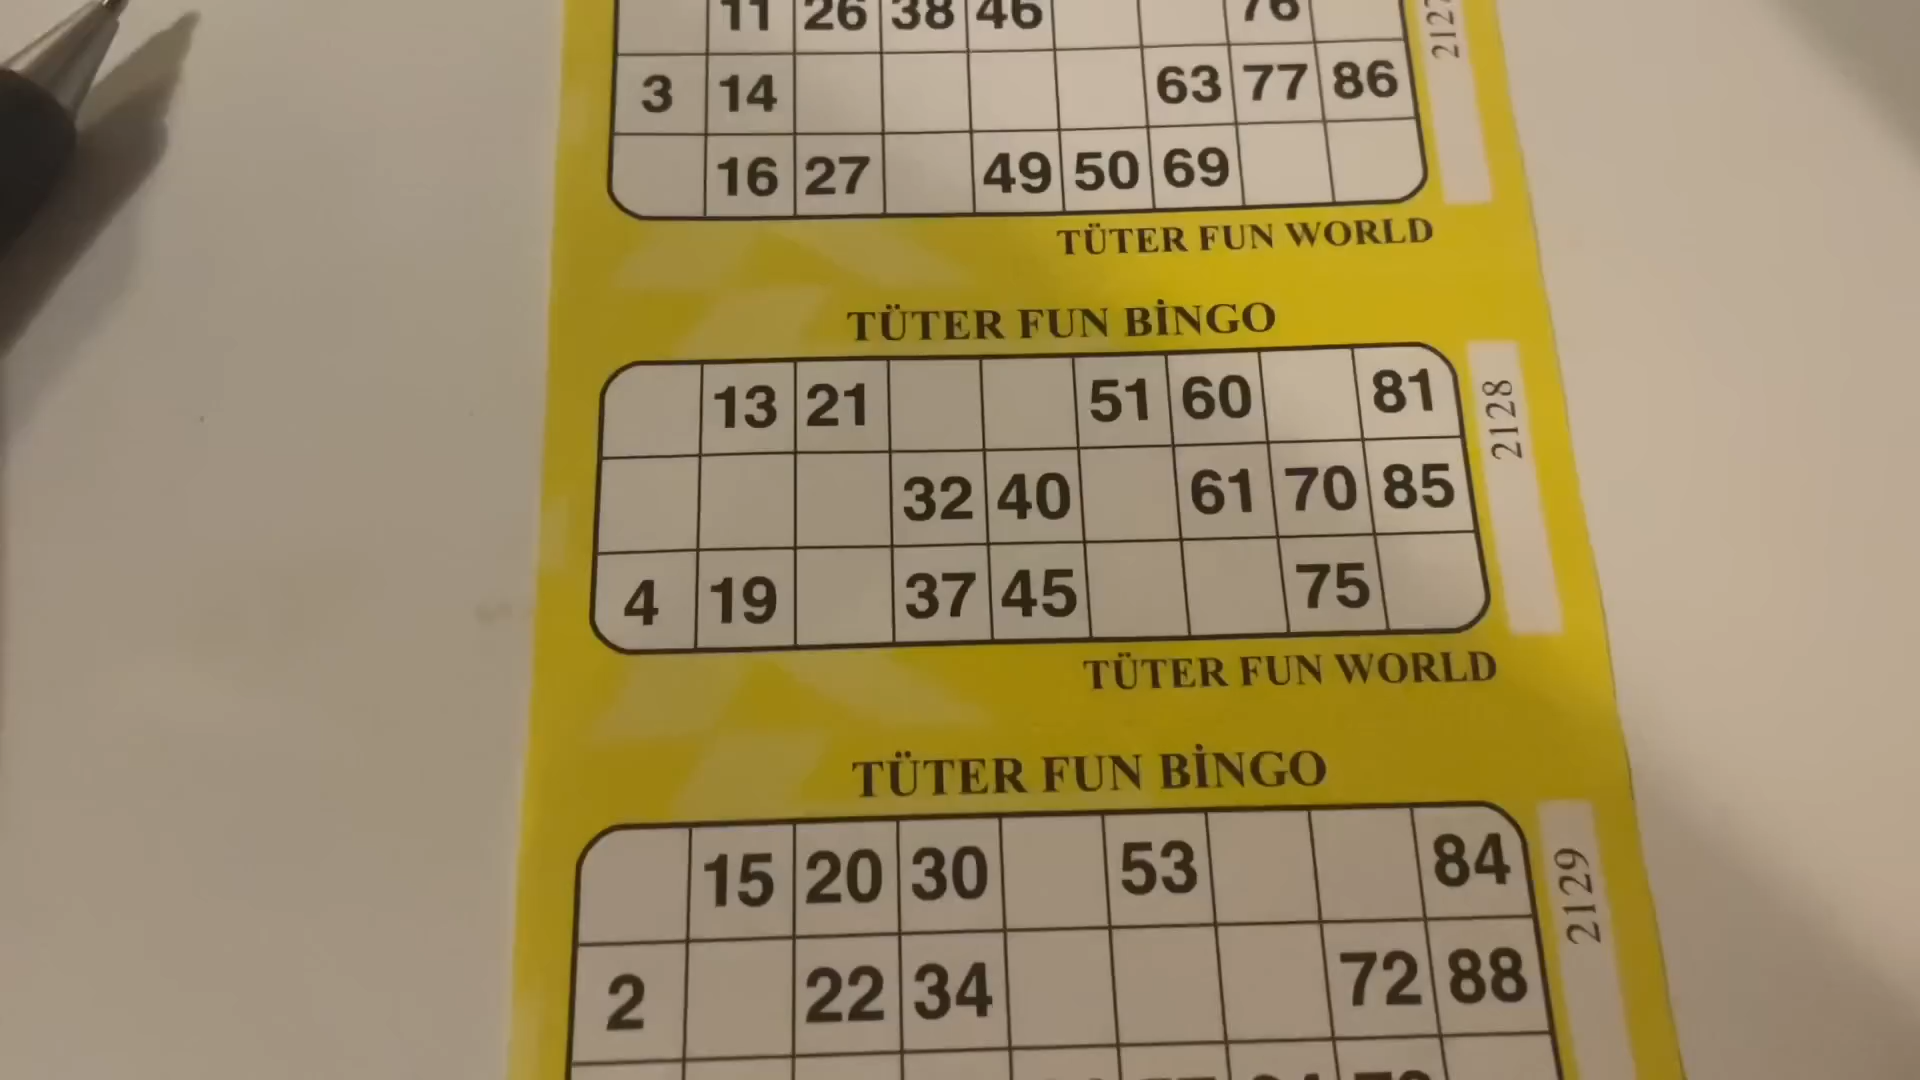 11 26 38 46 76
3 14 63 77 86
16 27 49 50 69
2127
TÜTER FUN WORLD
TÜTER FUN BİNGO
13 21 51 60 81
32 40 61 70 85
4 19 37 45 75
2128
TÜTER FUN WORLD
TÜTER FUN BİNGO
15 20 30 53 84
2 22 34 72 88
2129